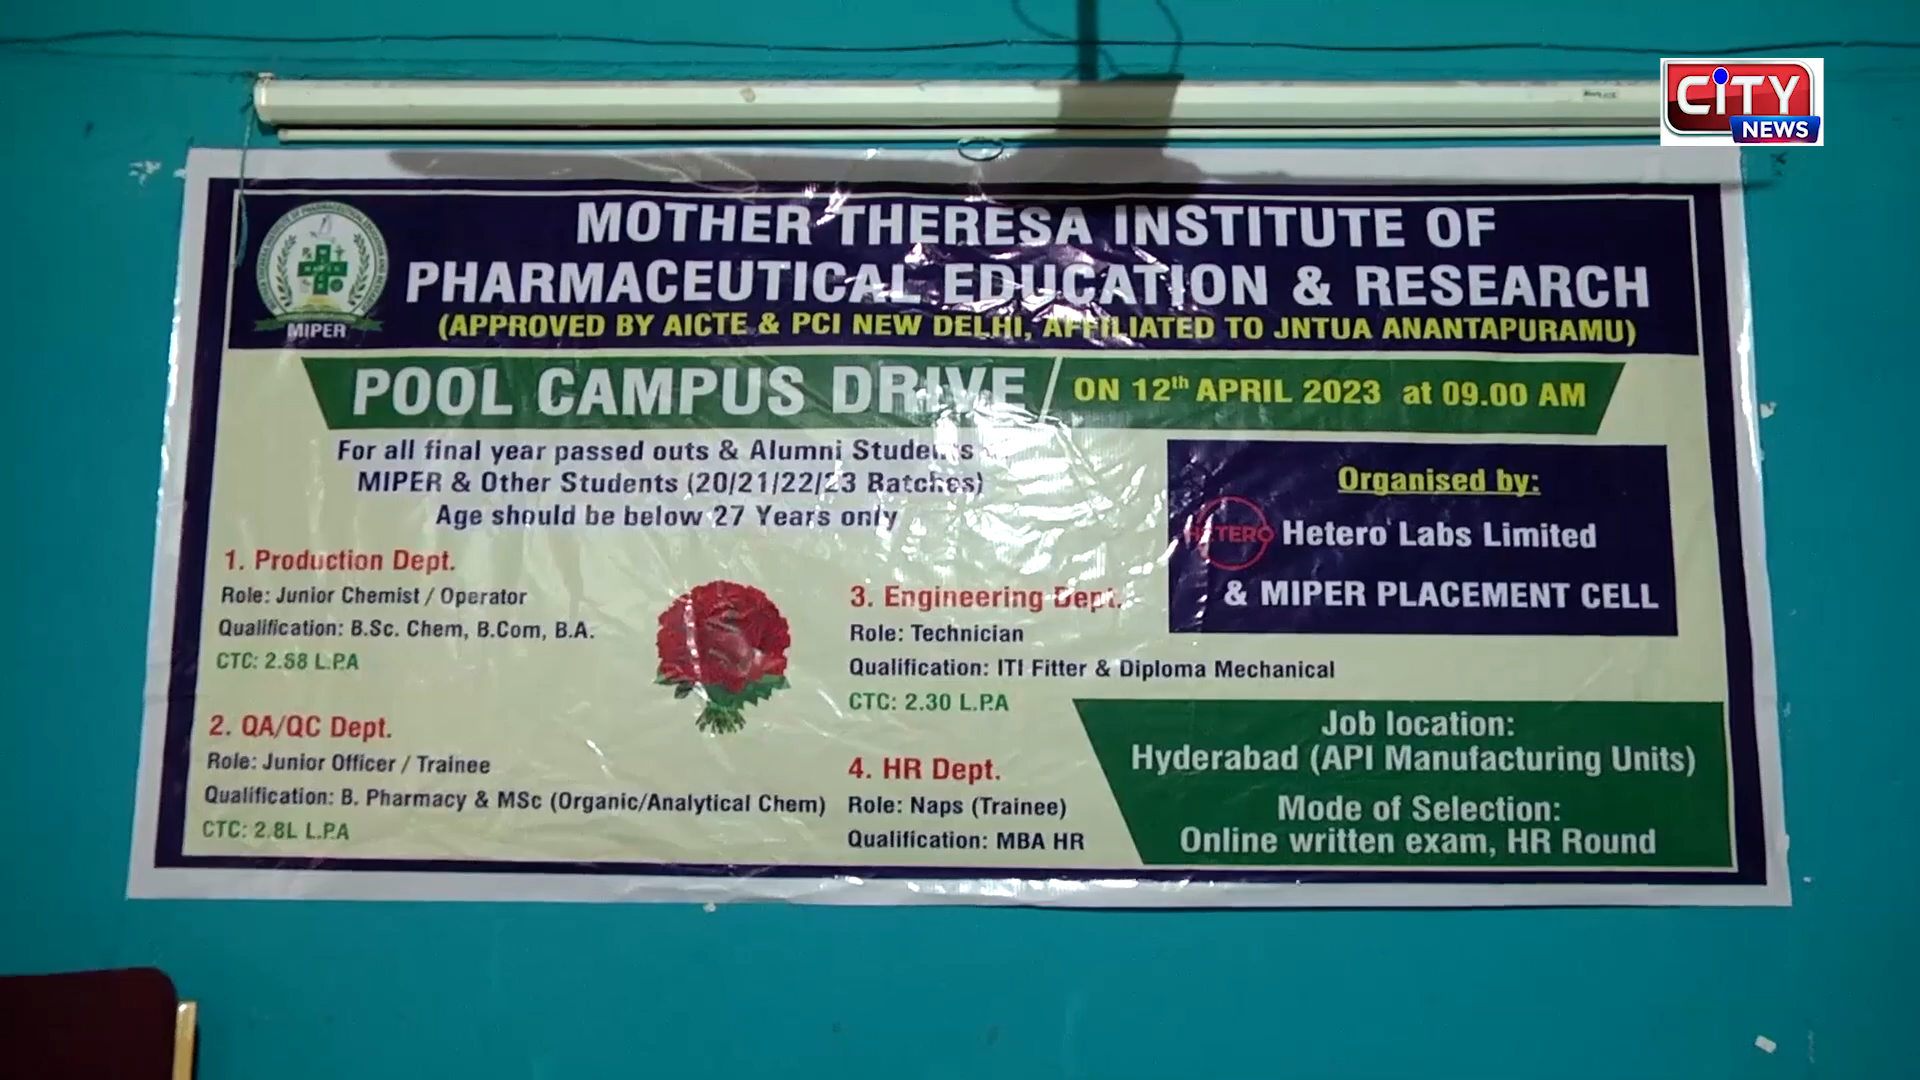 CiTY
NEWS
MOTHER THERESA INSTITUTE OF
PHARMACEUTICAL EDUCATION & RESEARCH
(APPROVED BY AICTE & PCI NEW DELHI, AFFILIATED TO JNTUA ANANTAPURAMU)
MIPER
POOL CAMPUS DRIVE / ON 12th APRIL 2023 at 09.00 AM
For all final year passed outs & Alumni Students
MIPER & Other Students (20/21/22/23 Batches)
Age should be below 27 Years only
Organised by:
HETERO Hetero Labs Limited
& MIPER PLACEMENT CELL
1. Production Dept.
Role: Junior Chemist / Operator
Qualification: B.Sc. Chem, B.Com, B.A.
CTC: 2.58 L.P.A
2. QA/QC Dept.
Role: Junior Officer / Trainee
Qualification: B. Pharmacy & MSc (Organic/Analytical Chem)
CTC: 2.8L L.P.A
3. Engineering Dept.
Role: Technician
Qualification: ITI Fitter & Diploma Mechanical
CTC: 2.30 L.P.A
4. HR Dept.
Role: Naps (Trainee)
Qualification: MBA HR
Job location:
Hyderabad (API Manufacturing Units)
Mode of Selection:
Online written exam, HR Round